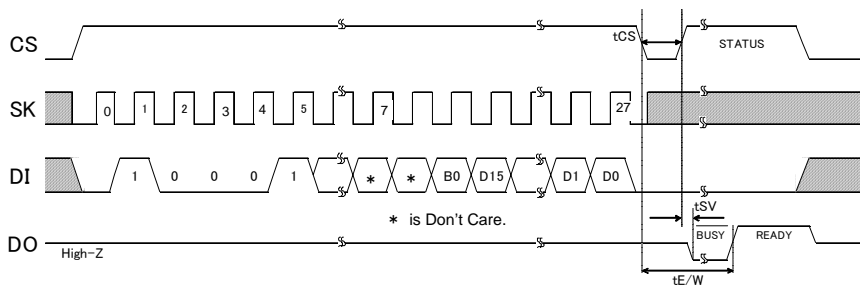 CS tCS STATUS
SK 0 1 2 3 4 5 7 27
DI 1 0 0 0 1 * * B0 D15 D1 D0
* is Don't Care. tSV
DO High-Z BUSY READY
tE/W